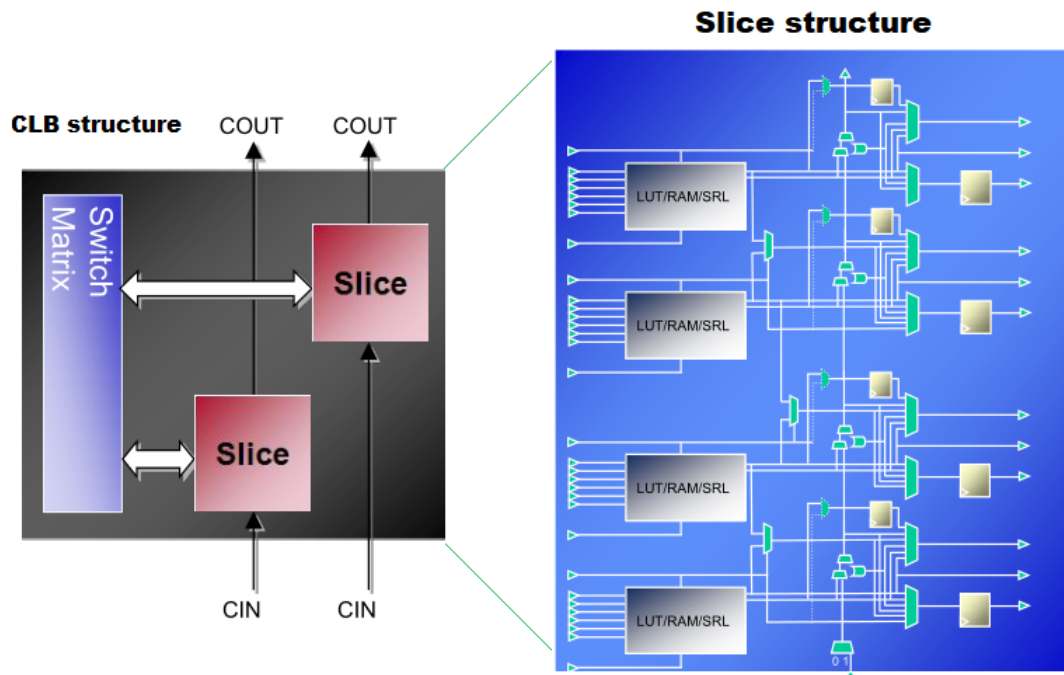 Slice structure
CLB structure
COUT
COUT
Switch
Matrix
Slice
Slice
CIN
CIN
LUT/RAM/SRL
LUT/RAM/SRL
LUT/RAM/SRL
LUT/RAM/SRL
0 1